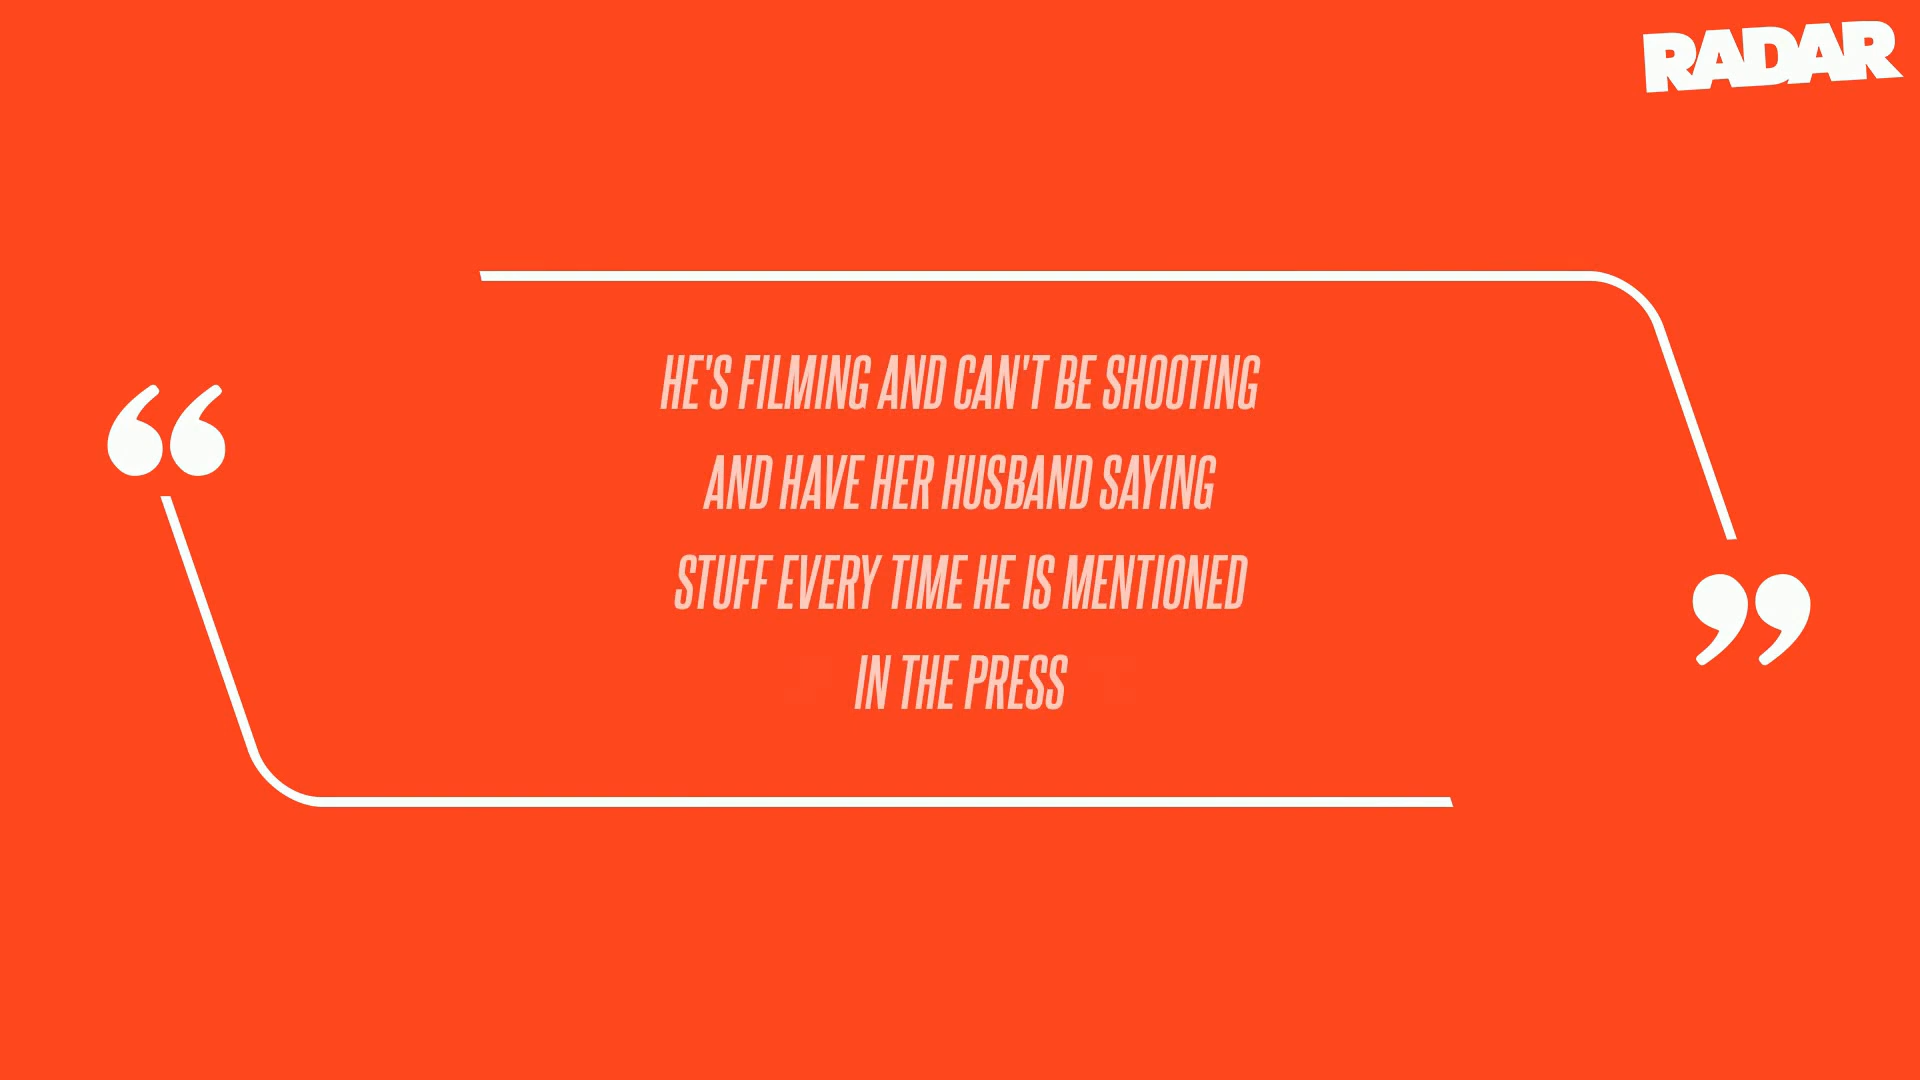 RADAR
HE'S FILMING AND CAN'T BE SHOOTING
AND HAVE HER HUSBAND SAYING
STUFF EVERY TIME HE IS MENTIONED
IN THE PRESS